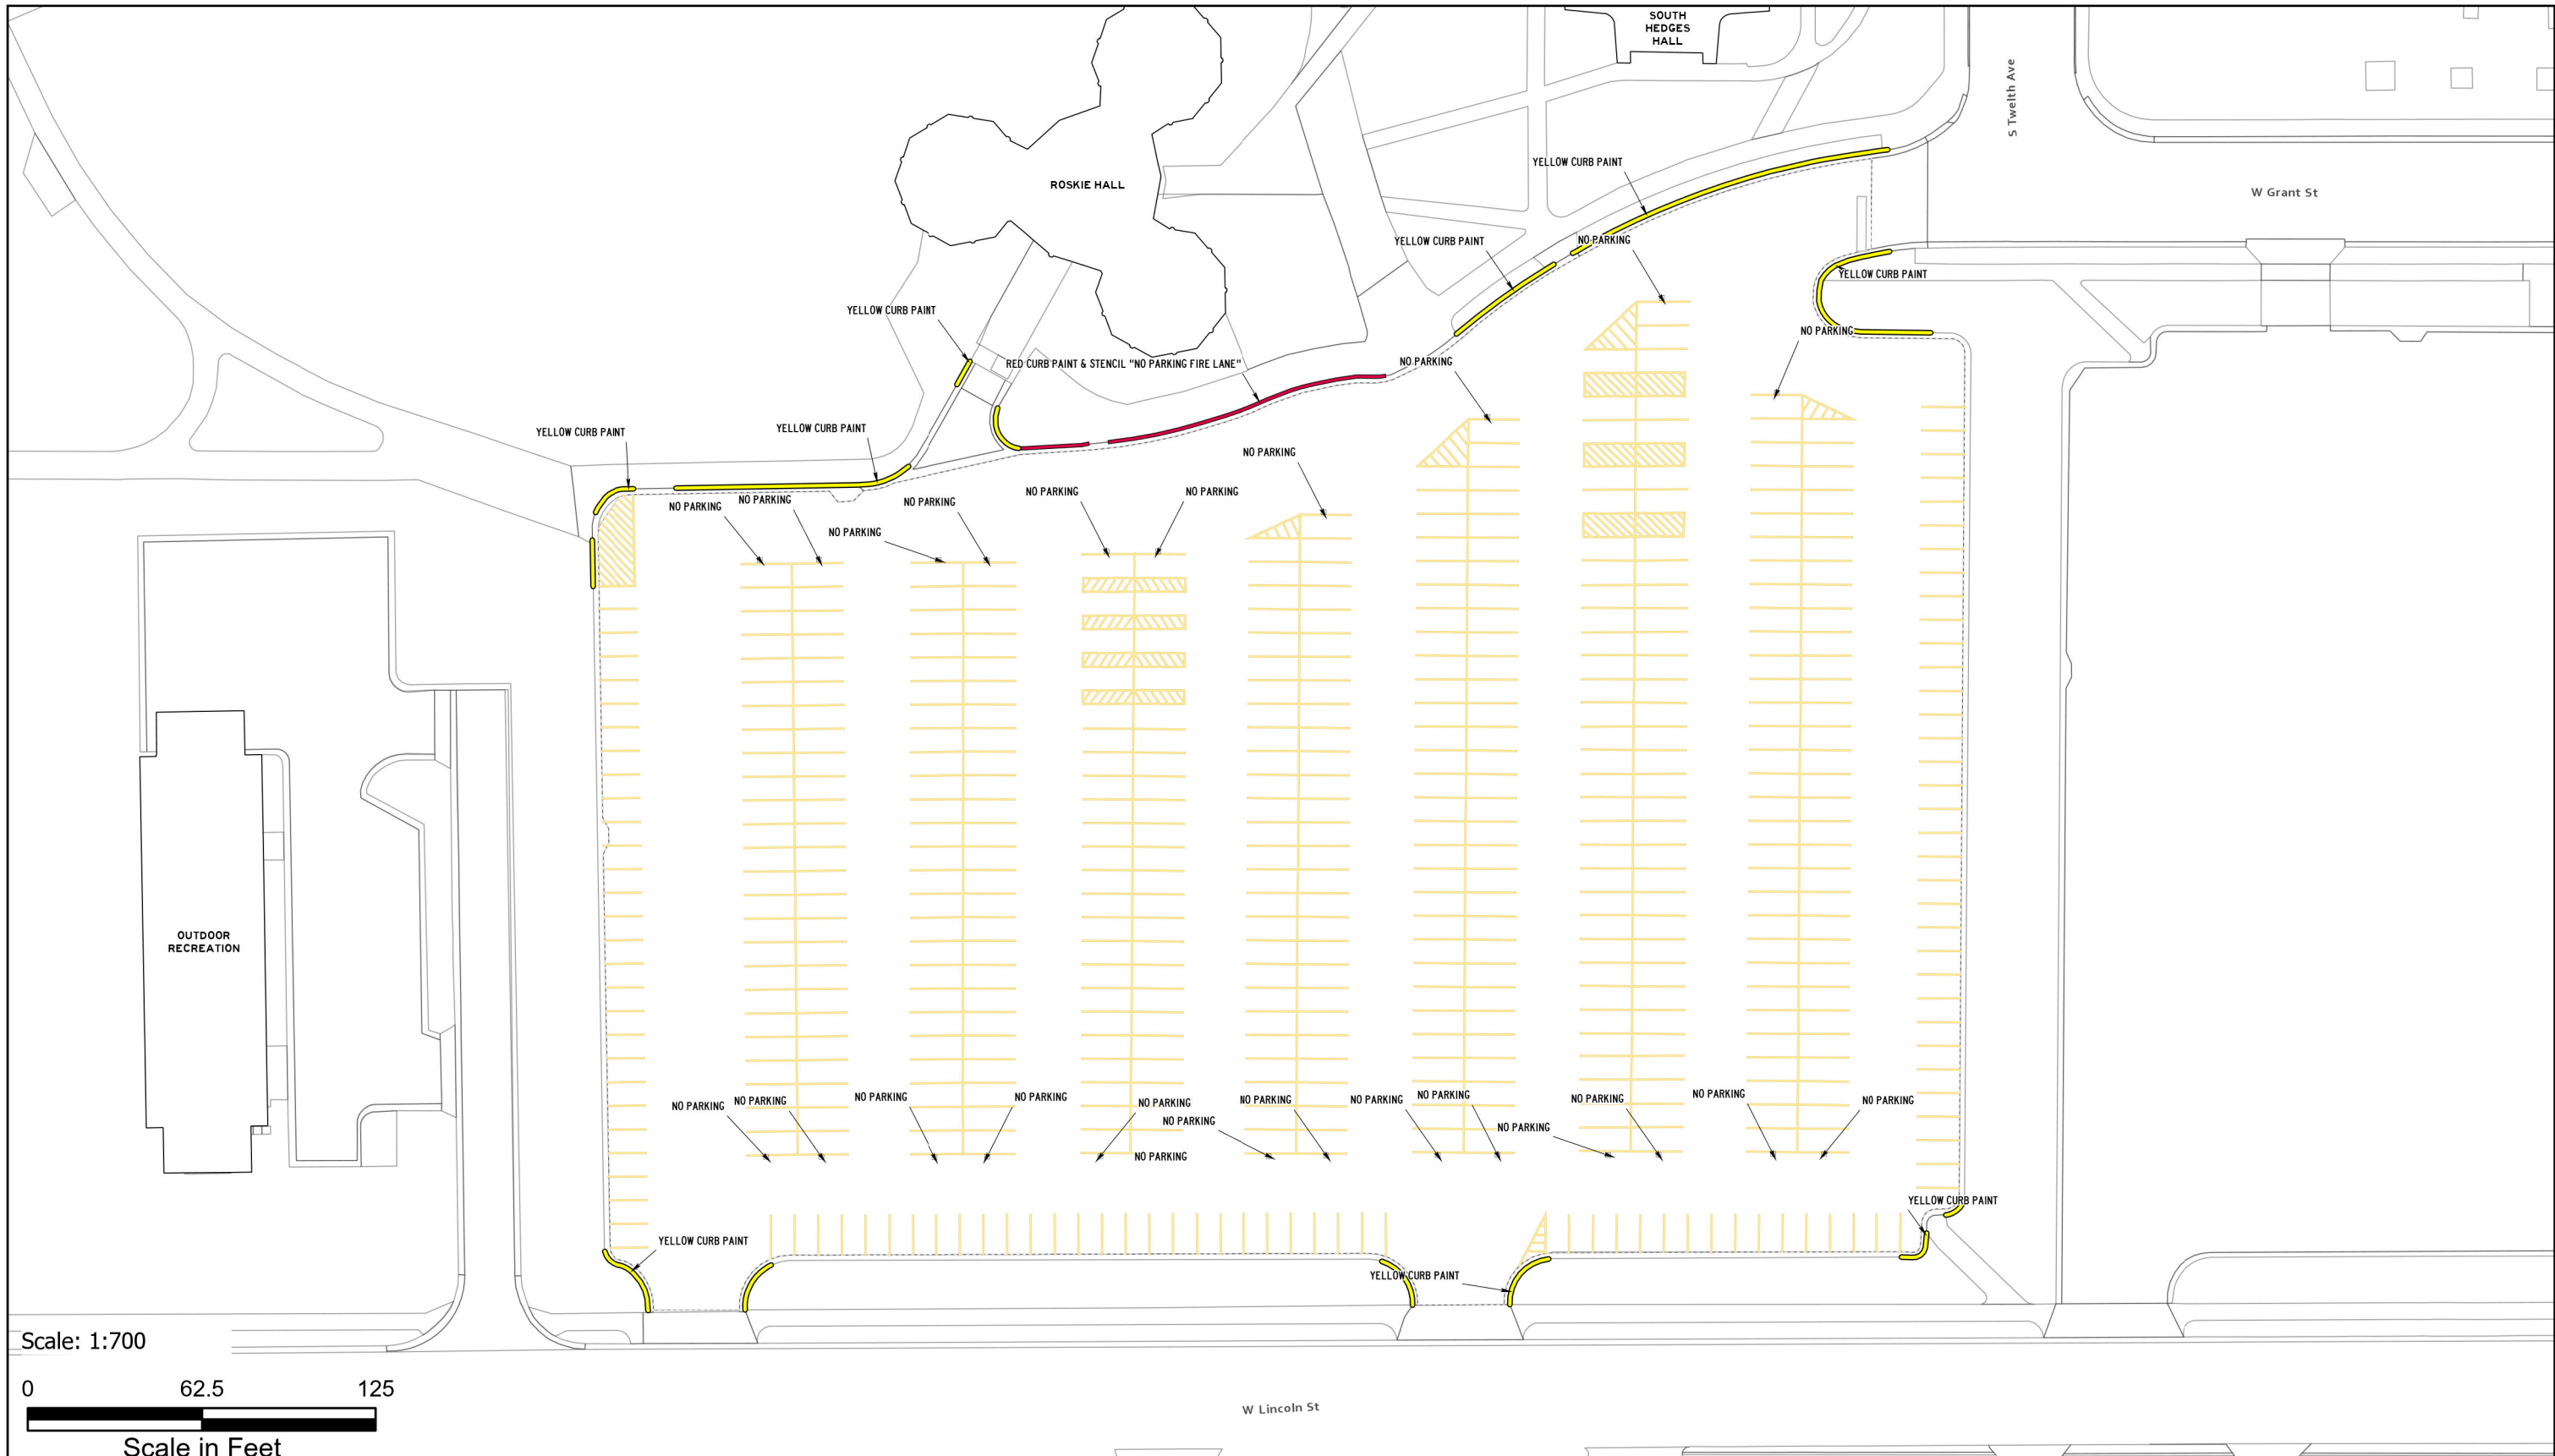 SOUTH
HEDGES
HALL
S Twelth Ave
YELLOW CURB PAINT
ROSKIE HALL
W Grant St
YELLOW CURB PAINT
NO PARKING
YELLOW CURB PAINT
YELLOW CURB PAINT
NO PARKING
RED CURB PAINT & STENCIL "NO PARKING FIRE LANE"
NO PARKING
YELLOW CURB PAINT
YELLOW CURB PAINT
NO PARKING
NO PARKING
NO PARKING
NO PARKING
NO PARKING
NO PARKING
NO PARKING
OUTDOOR
RECREATION
NO PARKING
NO PARKING
NO PARKING
NO PARKING
NO PARKING
NO PARKING
NO PARKING
NO PARKING
NO PARKING
NO PARKING
NO PARKING
NO PARKING
NO PARKING
NO PARKING
YELLOW CURB PAINT
YELLOW CURB PAINT
YELLOW CURB PAINT
Scale: 1:700
0 62.5 125
Scale in Feet
W Lincoln St